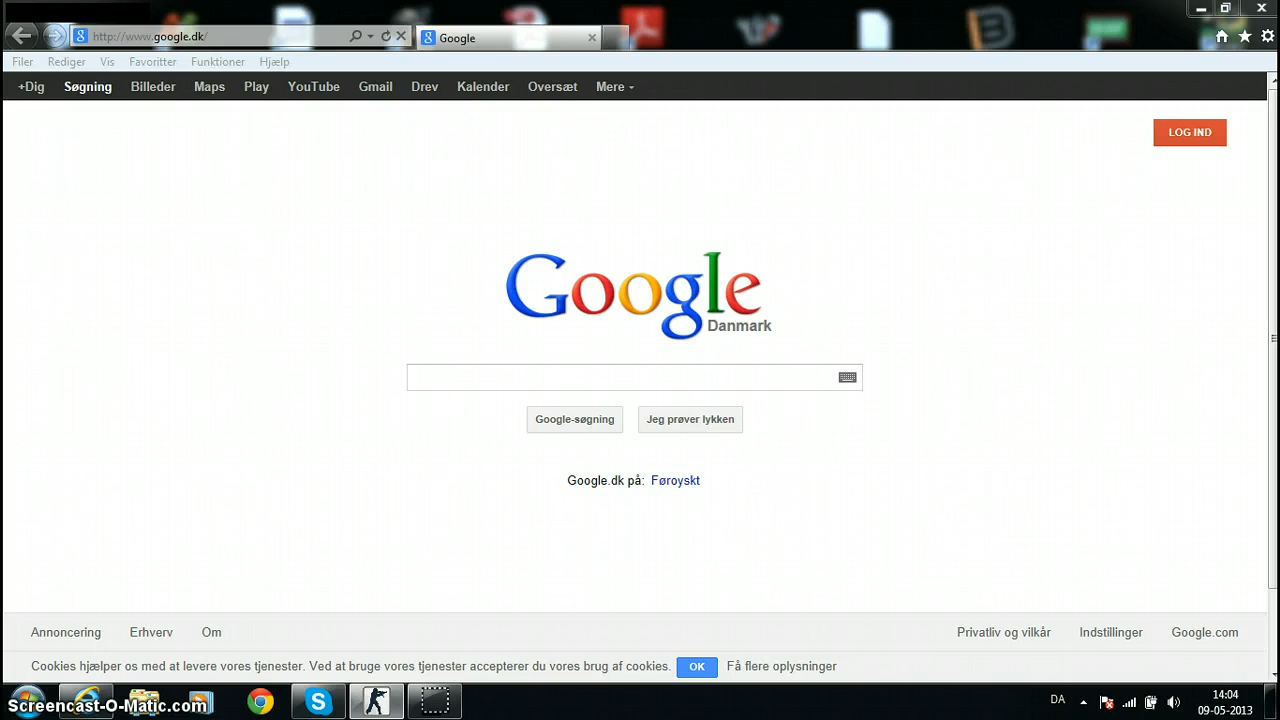 http://www.google.dk/
Google
Filer Rediger Vis Favoritter Funktioner Hjælp
+Dig Søgning Billeder Maps Play YouTube Gmail Drev Kalender Oversæt Mere
LOG IND
Google
Danmark
Google-søgning Jeg prøver lykken
Google.dk på: Føroyskt
Annoncering Erhverv Om Privatliv og vilkår Indstillinger Google.com
Cookies hjælper os med at levere vores tjenester. Ved at bruge vores tjenester accepterer du vores brug af cookies. OK Få flere oplysninger
DA 14:04
09-05-2013
Screencast-O-Matic.com